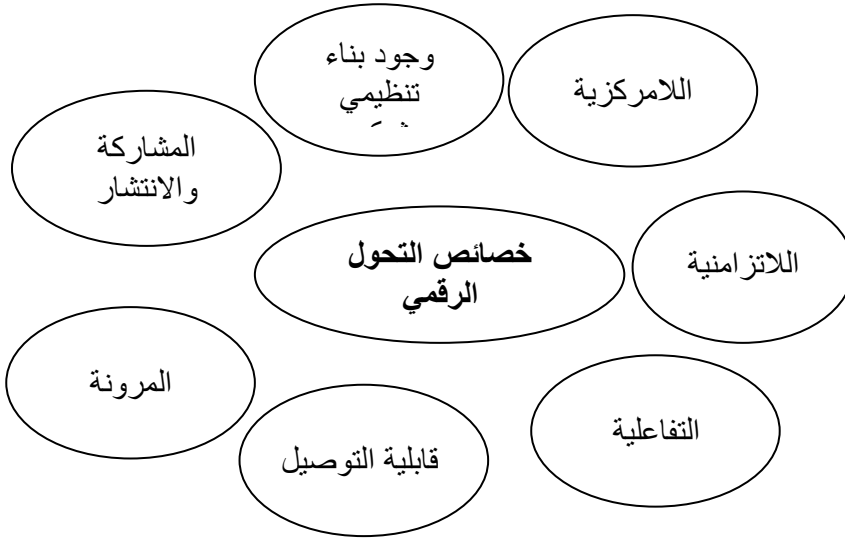 وجود بناء
تنظيمي
اللامركزية
المشاركة
والانتشار
خصائص التحول
الرقمي
اللاتزامنية
المرونة
التفاعلية
قابلية التوصيل